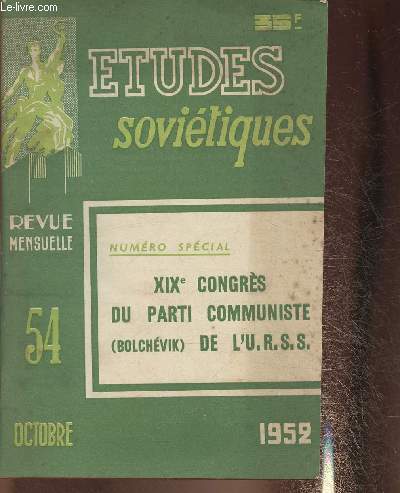 Le-livre.com
35F
ETUDES
soviétiques
REVUE
MENSUELLE
NUMÉRO SPÉCIAL
XIXe CONGRÈS
DU PARTI COMMUNISTE
(BOLCHÉVIK) DE L'U.R.S.S.
54
OCTOBRE
1952